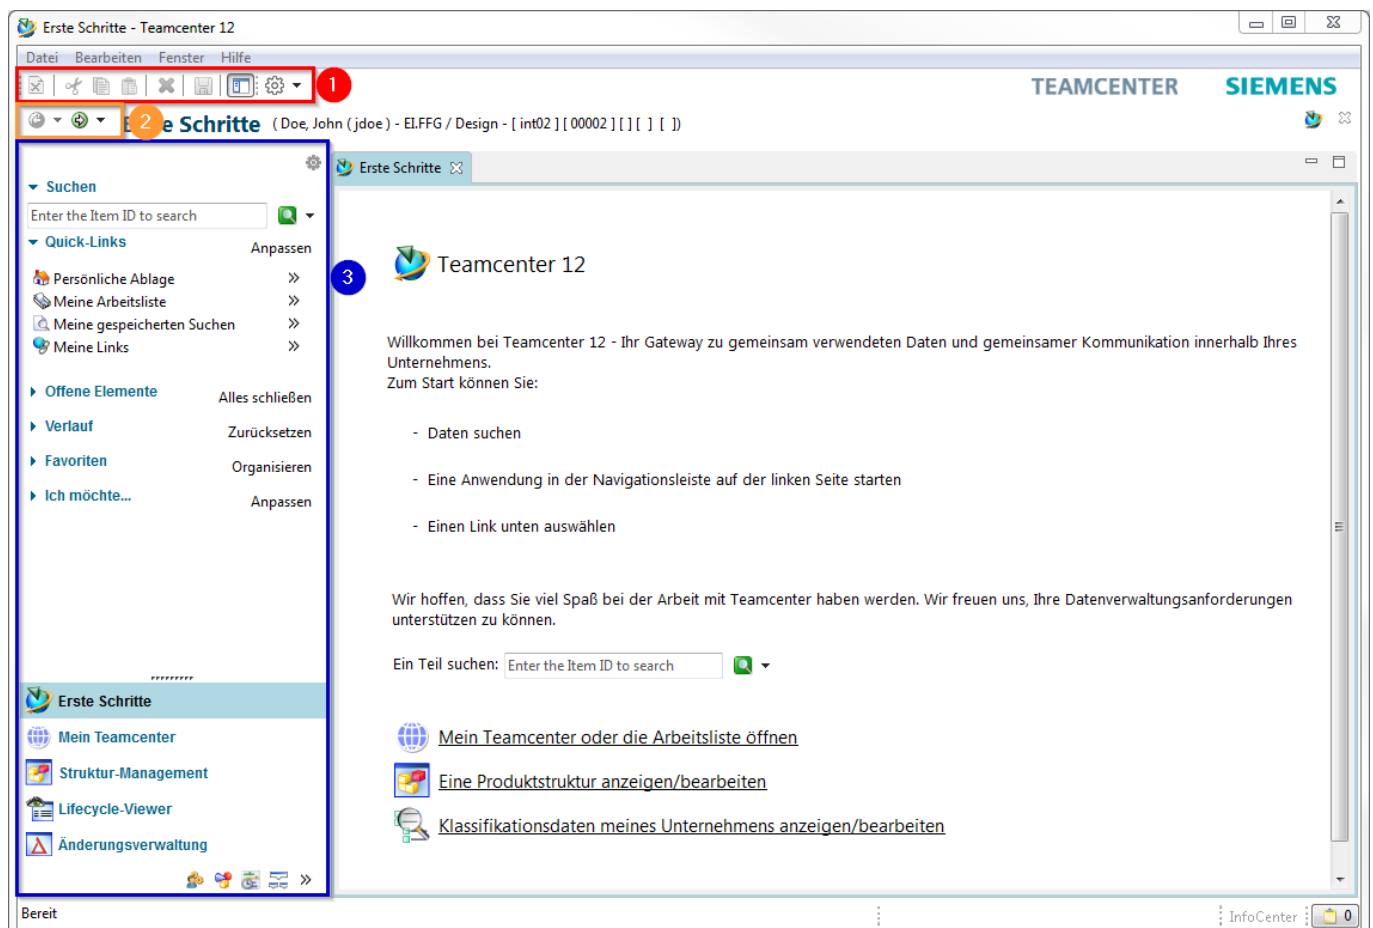 Erste Schritte - Teamcenter 12
Datei Bearbeiten Fenster Hilfe
1
TEAMCENTER SIEMENS
2 e Schritte ( Doe, John ( jdoe ) - EI.FFG / Design - [ int02 ] [ 00002 ] [ ] [ ] [ ])
Erste Schritte
Suchen
Enter the Item ID to search
Quick-Links Anpassen
Persönliche Ablage »
Meine Arbeitsliste »
Meine gespeicherten Suchen »
Meine Links »
Offene Elemente Alles schließen
Verlauf Zurücksetzen
Favoriten Organisieren
Ich möchte... Anpassen
Erste Schritte
Mein Teamcenter
Struktur-Management
Lifecycle-Viewer
Änderungsverwaltung
»
3
Teamcenter 12
Willkommen bei Teamcenter 12 - Ihr Gateway zu gemeinsam verwendeten Daten und gemeinsamer Kommunikation innerhalb Ihres
Unternehmens.
Zum Start können Sie:
- Daten suchen
- Eine Anwendung in der Navigationsleiste auf der linken Seite starten
- Einen Link unten auswählen
Wir hoffen, dass Sie viel Spaß bei der Arbeit mit Teamcenter haben werden. Wir freuen uns, Ihre Datenverwaltungsanforderungen
unterstützen zu können.
Ein Teil suchen: Enter the Item ID to search
Mein Teamcenter oder die Arbeitsliste öffnen
Eine Produktstruktur anzeigen/bearbeiten
Klassifikationsdaten meines Unternehmens anzeigen/bearbeiten
Bereit InfoCenter 0